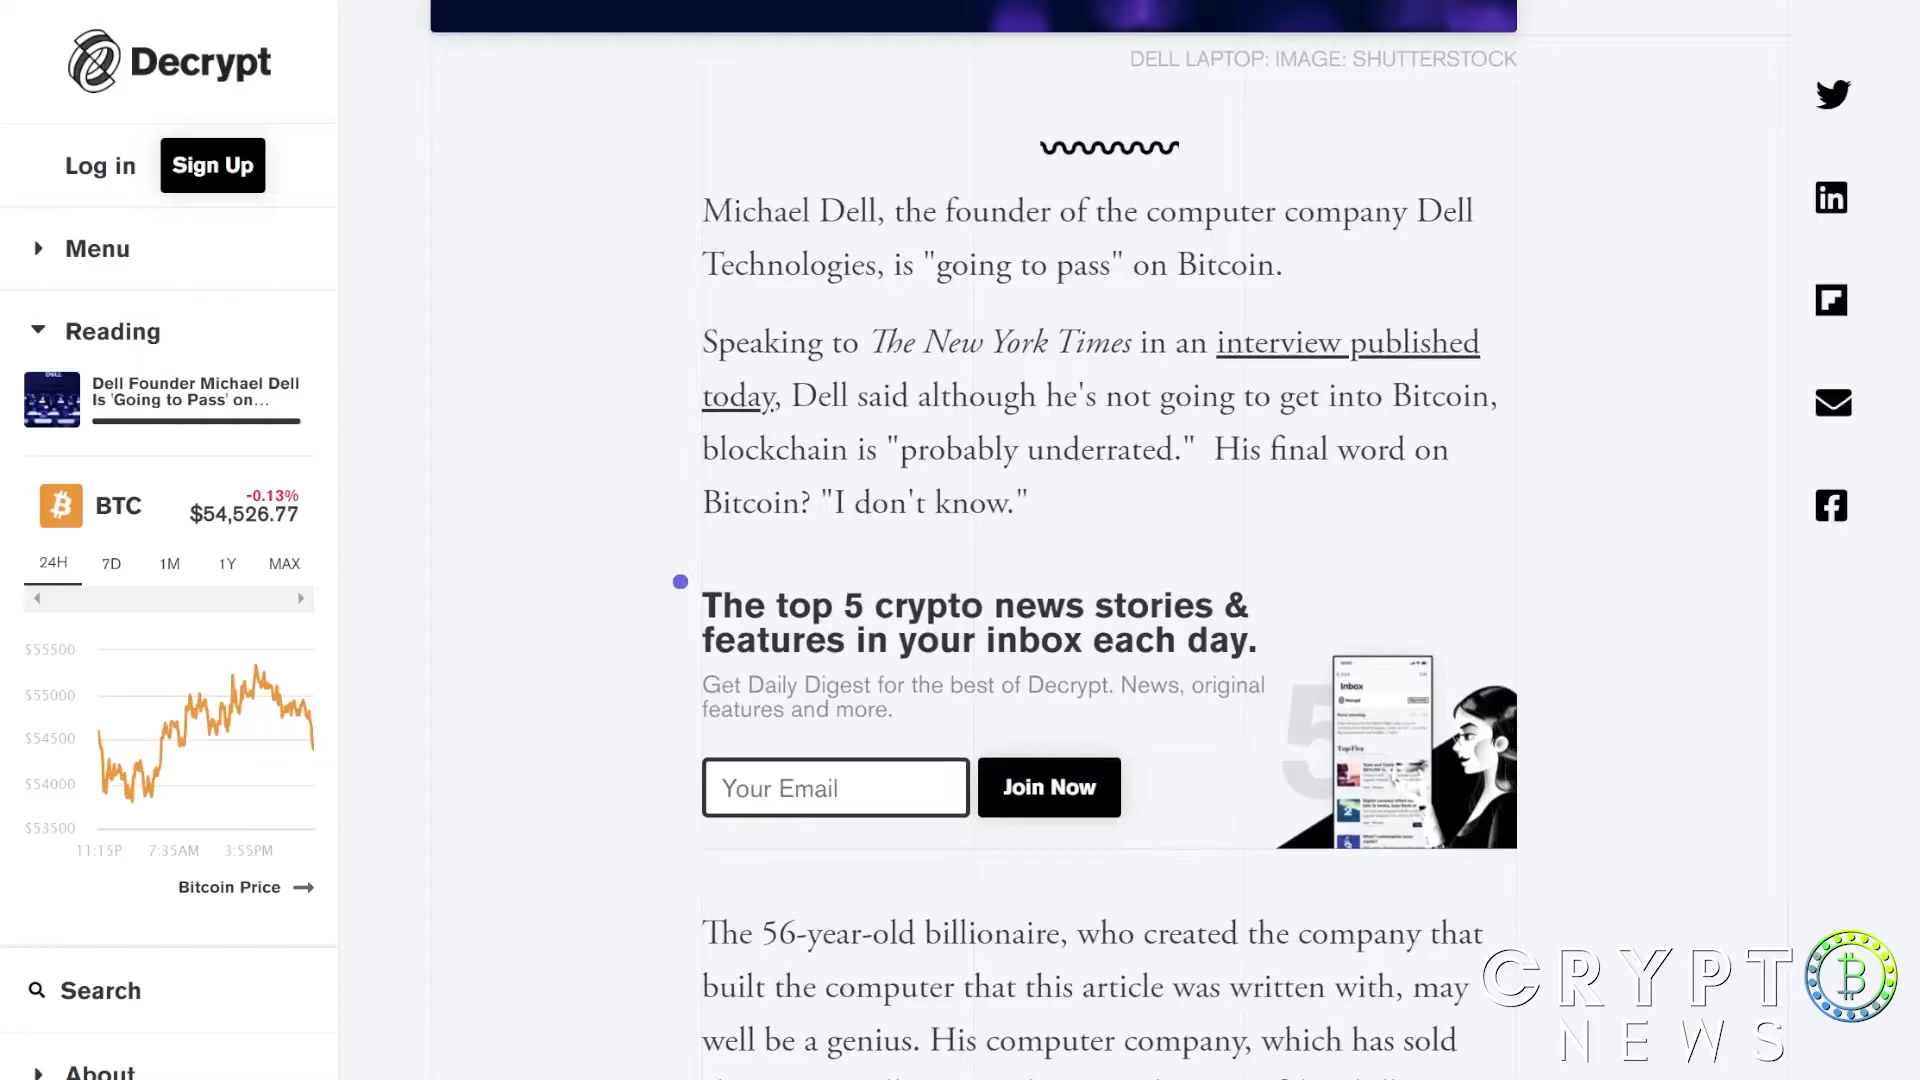 Decrypt
Log in
Sign Up
Menu
Reading
Dell Founder Michael Dell
Is 'Going to Pass' on...
BTC
-0.13%
$54,526.77
24H
7D
1M
1Y
MAX
$55500
$55000
$54500
$54000
$53500
11:15P
7:35AM
3:55PM
Bitcoin Price
Search
About
DELL LAPTOP: IMAGE: SHUTTERSTOCK
Michael Dell, the founder of the computer company Dell
Technologies, is "going to pass" on Bitcoin.
Speaking to The New York Times in an interview published
today, Dell said although he's not going to get into Bitcoin,
blockchain is "probably underrated."  His final word on
Bitcoin? "I don't know."
The top 5 crypto news stories &
features in your inbox each day.
Get Daily Digest for the best of Decrypt. News, original
features and more.
Your Email
Join Now
5
Inbox
Decrypt
Top Five
The 56-year-old billionaire, who created the company that
built the computer that this article was written with, may
well be a genius. His computer company, which has sold
CRYPT
NEWS